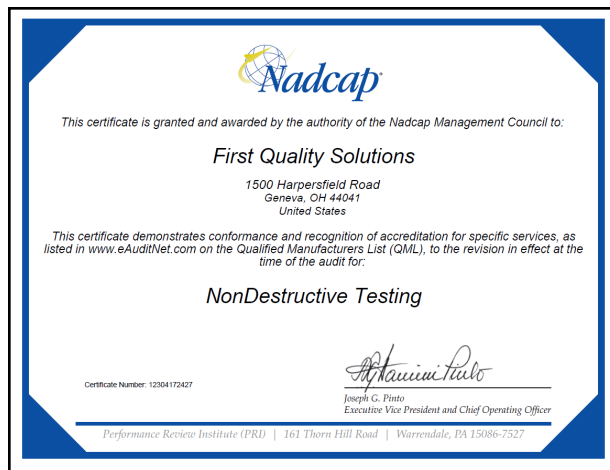 Nadcap
This certificate is granted and awarded by the authority of the Nadcap Management Council to:
First Quality Solutions
1500 Harpersfield Road
Geneva, OH 44041
United States
This certificate demonstrates conformance and recognition of accreditation for specific services, as
listed in www.eAuditNet.com on the Qualified Manufacturers List (QML), to the revision in effect at the
time of the audit for:
NonDestructive Testing
Certificate Number: 12304172427
Joseph G. Pinto
Executive Vice President and Chief Operating Officer
Performance Review Institute (PRI) | 161 Thorn Hill Road | Warrendale, PA 15086-7527